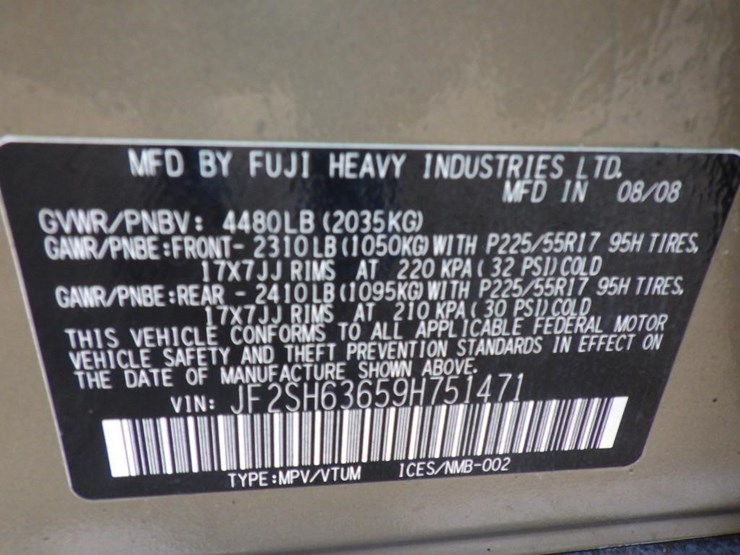 MFD BY FUJI HEAVY INDUSTRIES LTD.
MFD IN 08/08
GVWR/PNBV: 4480LB (2035KG)
GAWR/PNBE:FRONT- 2310LB (1050KG) WITH P225/55R17 95H TIRES,
17X7JJ RIMS AT 220 KPA ( 32 PSI) COLD
GAWR/PNBE:REAR - 2410LB (1095KG) WITH P225/55R17 95H TIRES,
17X7JJ RIMS AT 210 KPA ( 30 PSI) COLD
THIS VEHICLE CONFORMS TO ALL APPLICABLE FEDERAL MOTOR
VEHICLE SAFETY AND THEFT PREVENTION STANDARDS IN EFFECT ON
THE DATE OF MANUFACTURE SHOWN ABOVE.
VIN: JF2SH63659H751471
TYPE:MPV/VTUM ICES/NMB-002